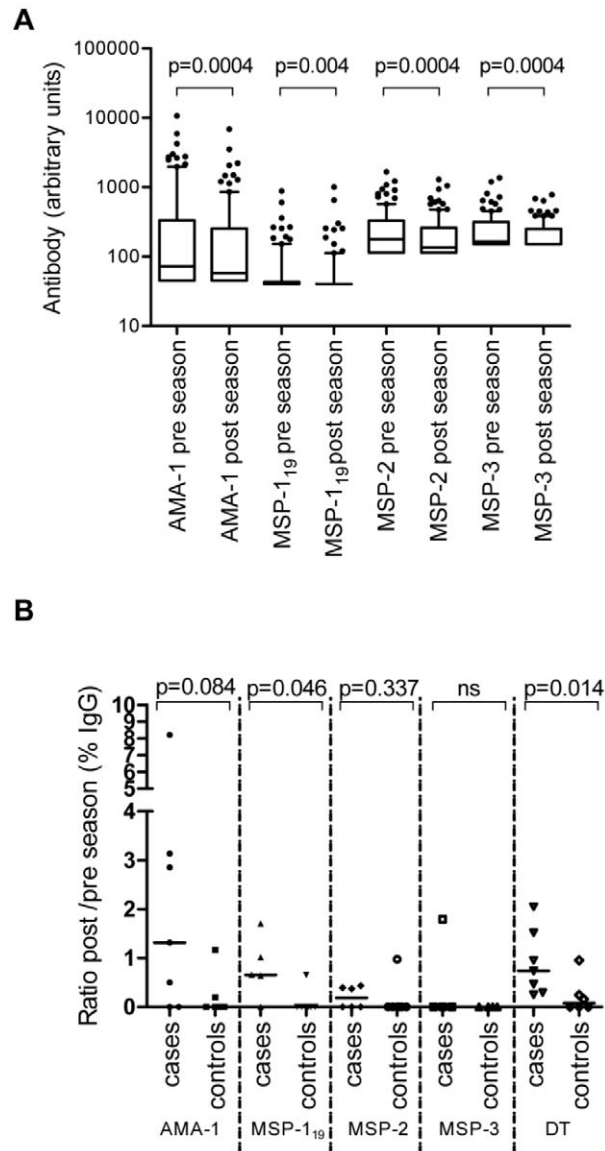 A
p=0.0004 p=0.004 p=0.0004 p=0.0004
Antibody (arbitrary units)
100000
10000
1000
100
10
AMA-1 pre season
AMA-1 post season
MSP-1₁₉ pre season
MSP-1₁₉ post season
MSP-2 pre season
MSP-2 post season
MSP-3 pre season
MSP-3 post season
B
p=0.084 p=0.046 p=0.337 ns p=0.014
Ratio post /pre season (% IgG)
10
9
8
7
6
5
4
3
2
1
0
cases controls cases controls cases controls cases controls cases controls
AMA-1 MSP-1₁₉ MSP-2 MSP-3 DT